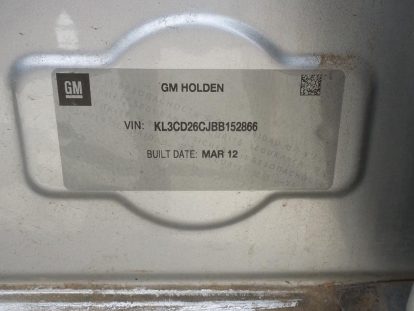 GM
GM HOLDEN
VIN: KL3CD26CJBB152866
BUILT DATE: MAR 12